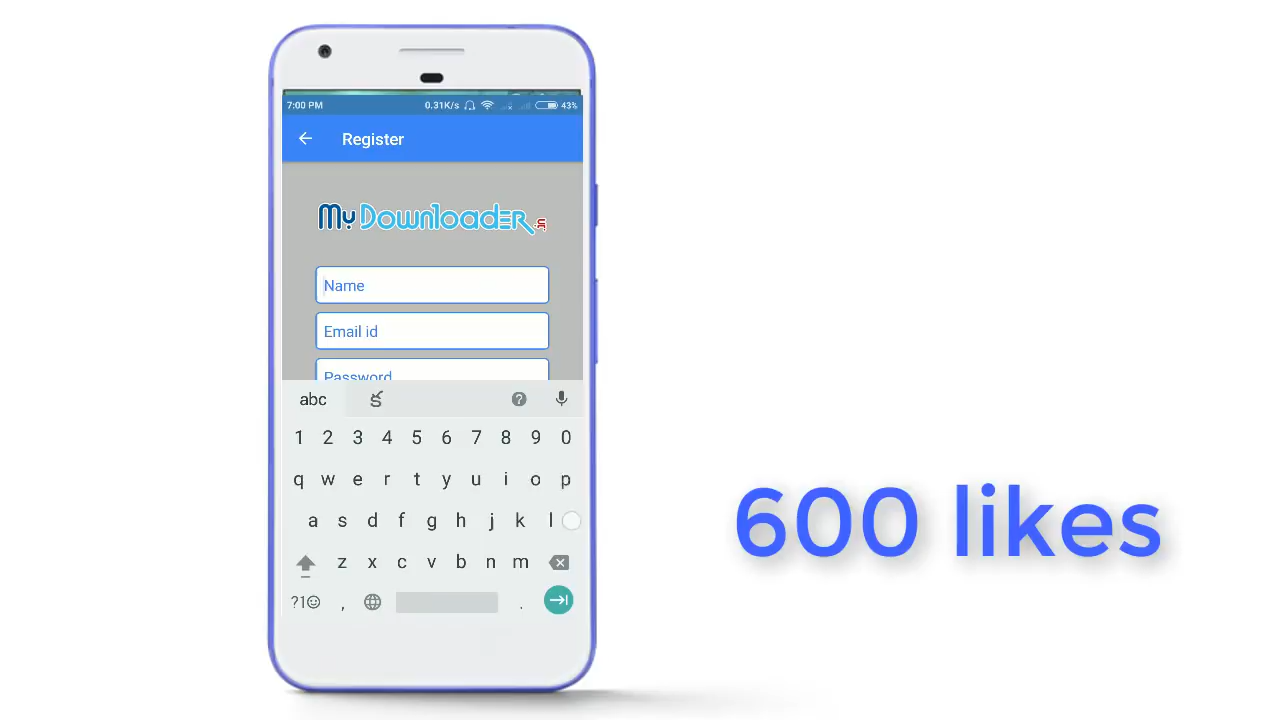 7:00 PM 0.31K/s 43%
Register
MyDownloader.in
Name
Email id
Password
abc క
1 2 3 4 5 6 7 8 9 0
q w e r t y u i o p
a s d f g h j k l
z x c v b n m
?1☺ , .
600 likes